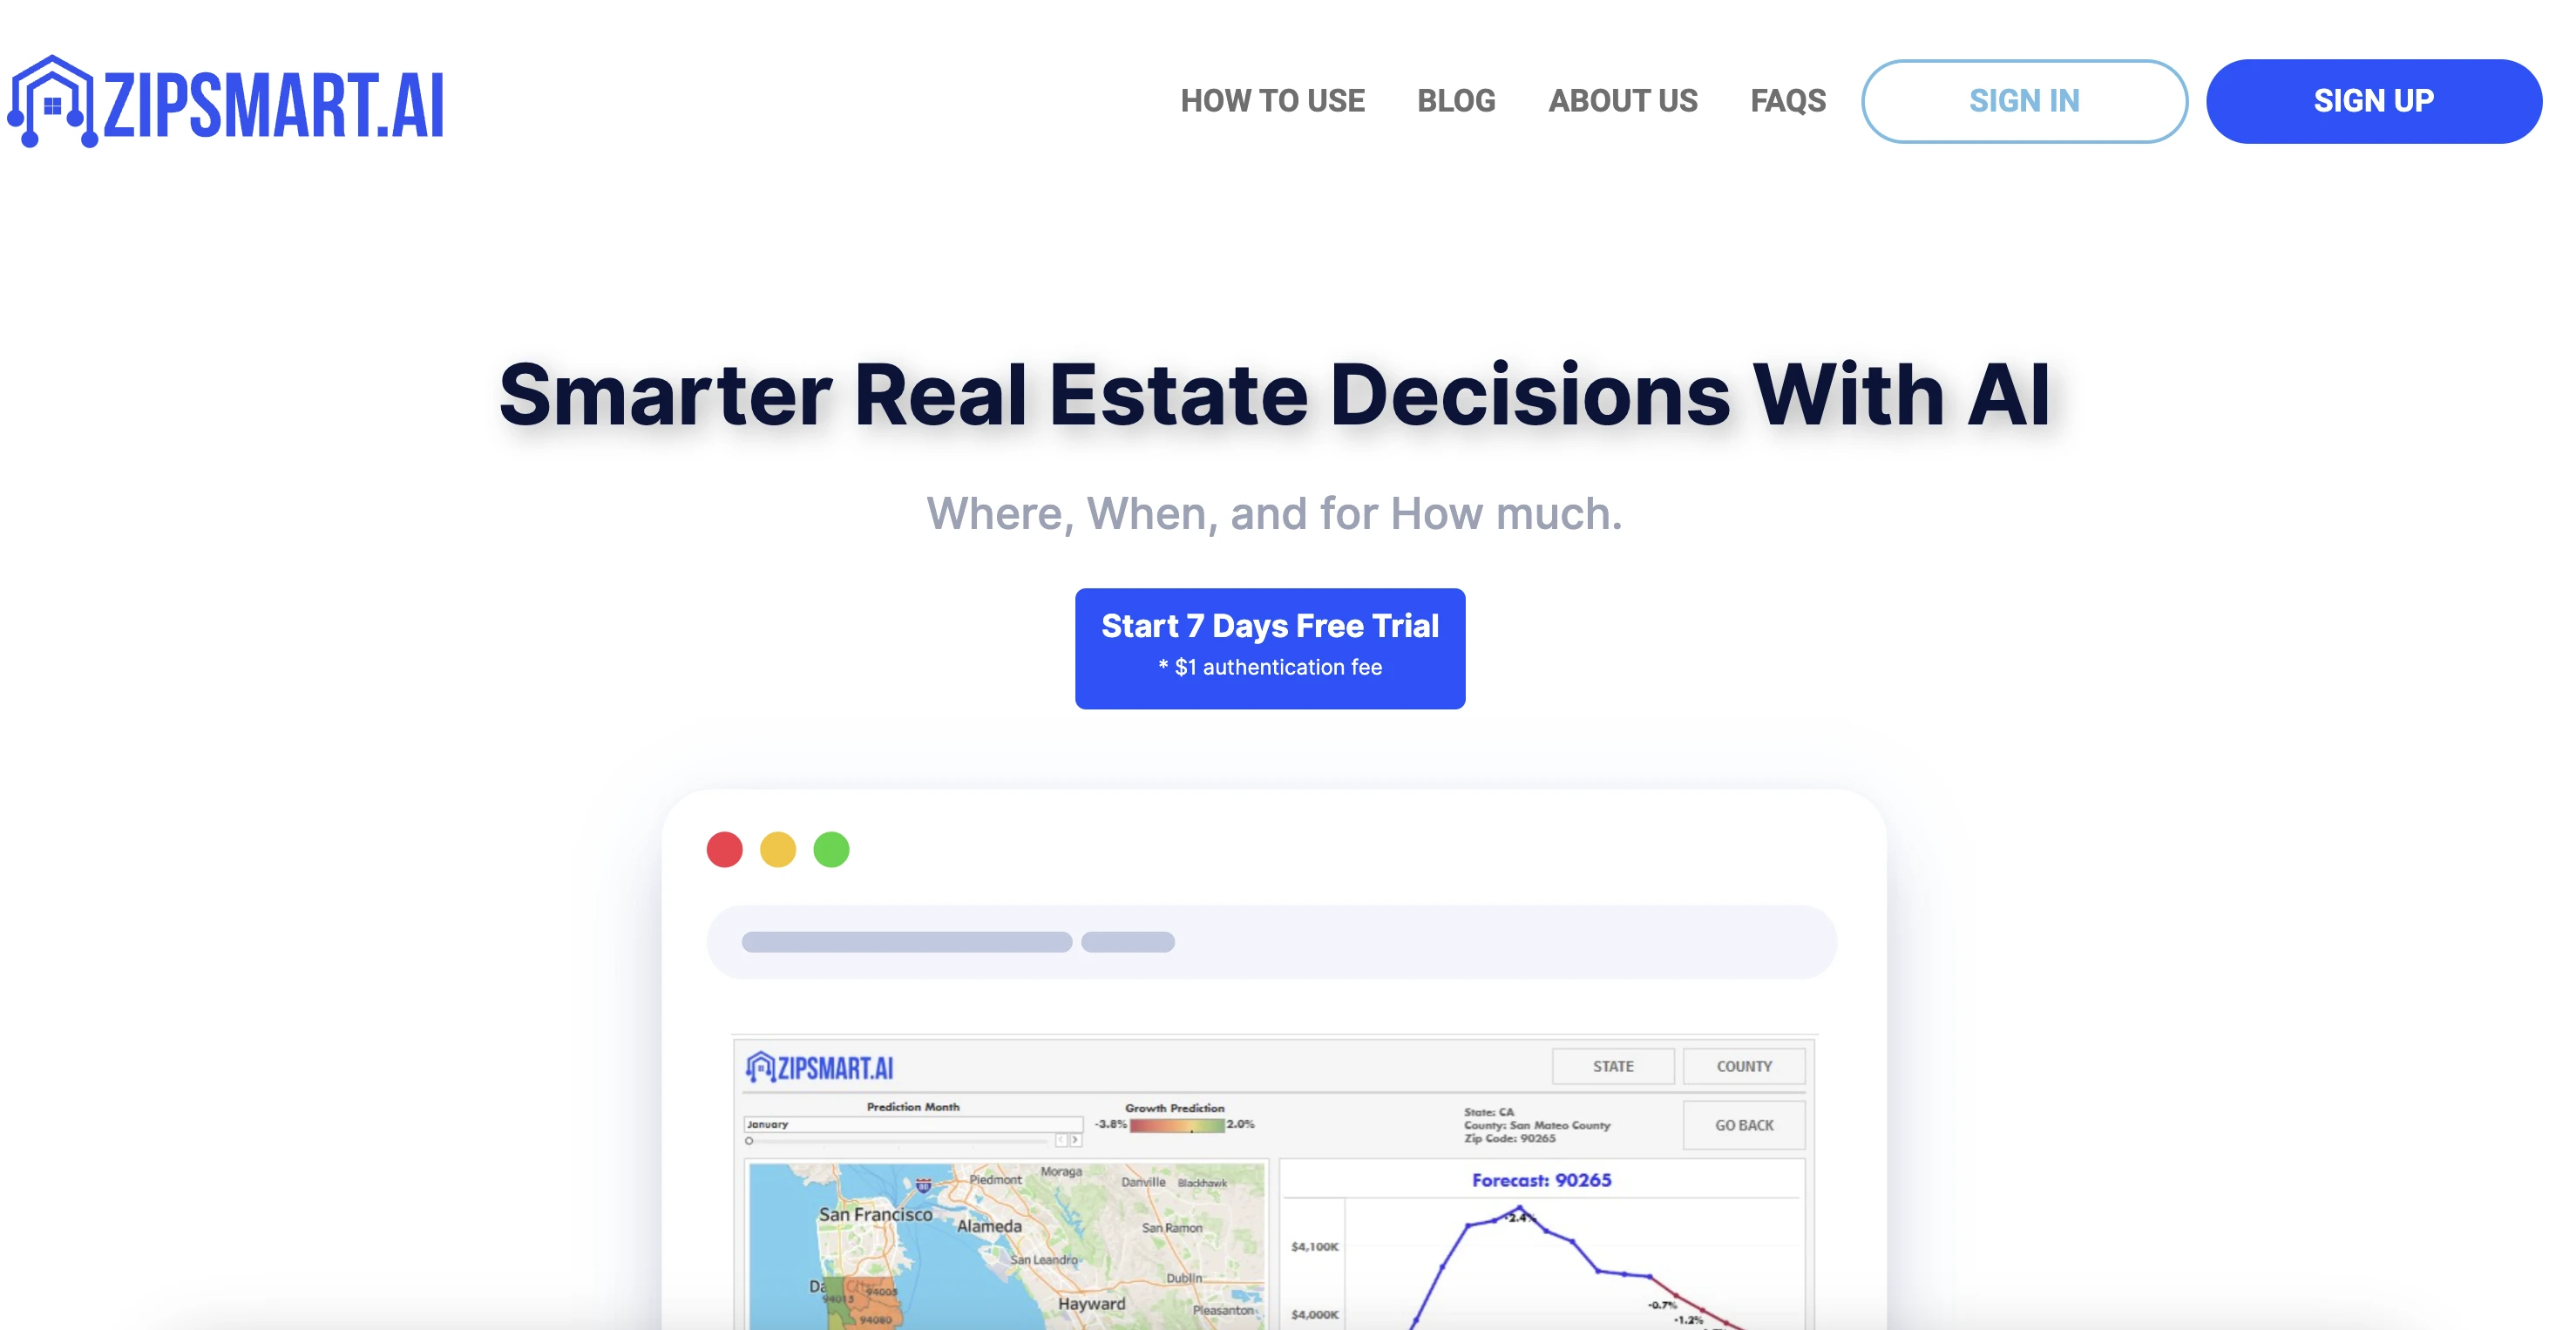 ZIPSMART.AI
HOW TO USE BLOG ABOUT US FAQS SIGN IN SIGN UP
Smarter Real Estate Decisions With AI
Where, When, and for How much.
Start 7 Days Free Trial
* $1 authentication fee
ZIPSMART.AI
STATE COUNTY
Prediction Month
January
Growth Prediction
-3.8% 2.0%
State: CA
County: San Mateo County
Zip Code: 90265
GO BACK
Moraga
Piedmont
Danville Blackhawk
San Francisco
Alameda
San Ramon
San Leandro
Dublin
94015
94005
Hayward
Pleasanton
94080
Forecast: 90265
-2.4%
$4,100K
-0.7%
$4,000K
-1.2%